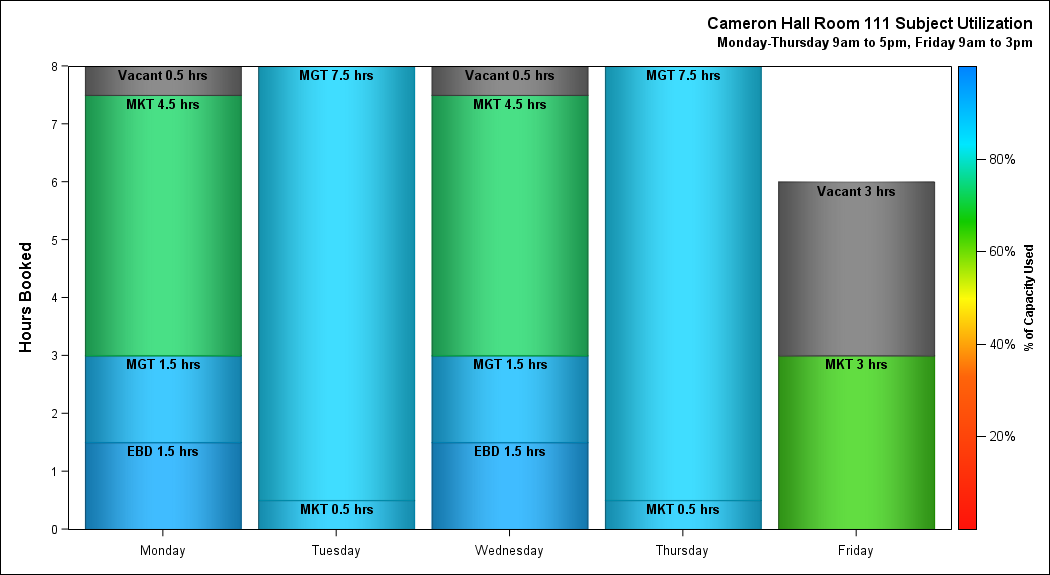 Cameron Hall Room 111 Subject Utilization
Monday-Thursday 9am to 5pm, Friday 9am to 3pm
Hours Booked
8
7
6
5
4
3
2
1
0
Vacant 0.5 hrs
MKT 4.5 hrs
MGT 1.5 hrs
EBD 1.5 hrs
MGT 7.5 hrs
MKT 0.5 hrs
Vacant 0.5 hrs
MKT 4.5 hrs
MGT 1.5 hrs
EBD 1.5 hrs
MGT 7.5 hrs
MKT 0.5 hrs
Vacant 3 hrs
MKT 3 hrs
Monday
Tuesday
Wednesday
Thursday
Friday
80%
60%
40%
20%
% of Capacity Used